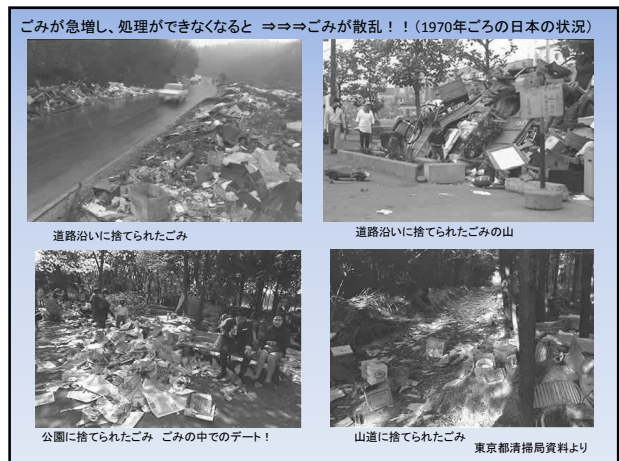 ごみが急増し、処理ができなくなると ⇒⇒⇒ごみが散乱！！（1970年ごろの日本の状況）
道路沿いに捨てられたごみ
道路沿いに捨てられたごみの山
公園に捨てられたごみ ごみの中でのデート！
山道に捨てられたごみ
東京都清掃局資料より